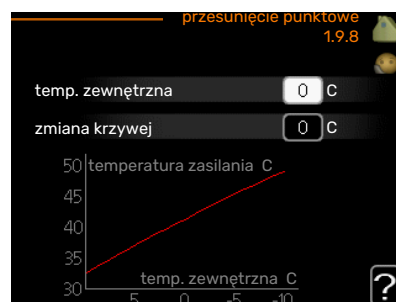 przesunięcie punktowe
1.9.8
temp. zewnętrzna 0 C
zmiana krzywej 0 C
50 temperatura zasilania C
45
40
35
temp. zewnętrzna C
30
5 0 -5 -10
?